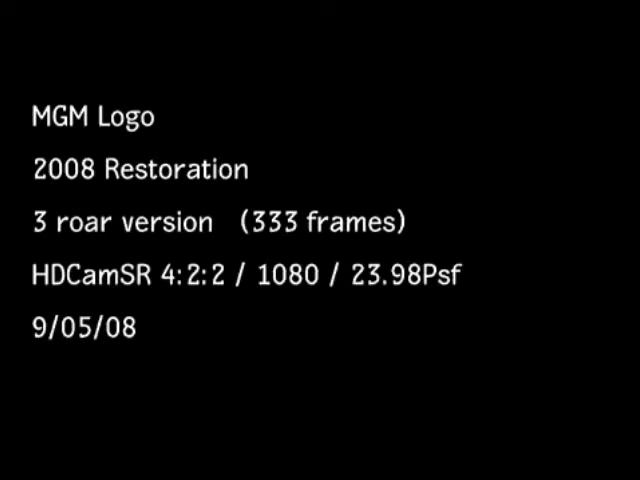 MGM Logo
2008 Restoration
3 roar version (333 frames)
HDCamSR 4:2:2 / 1080 / 23.98Psf
9/05/08